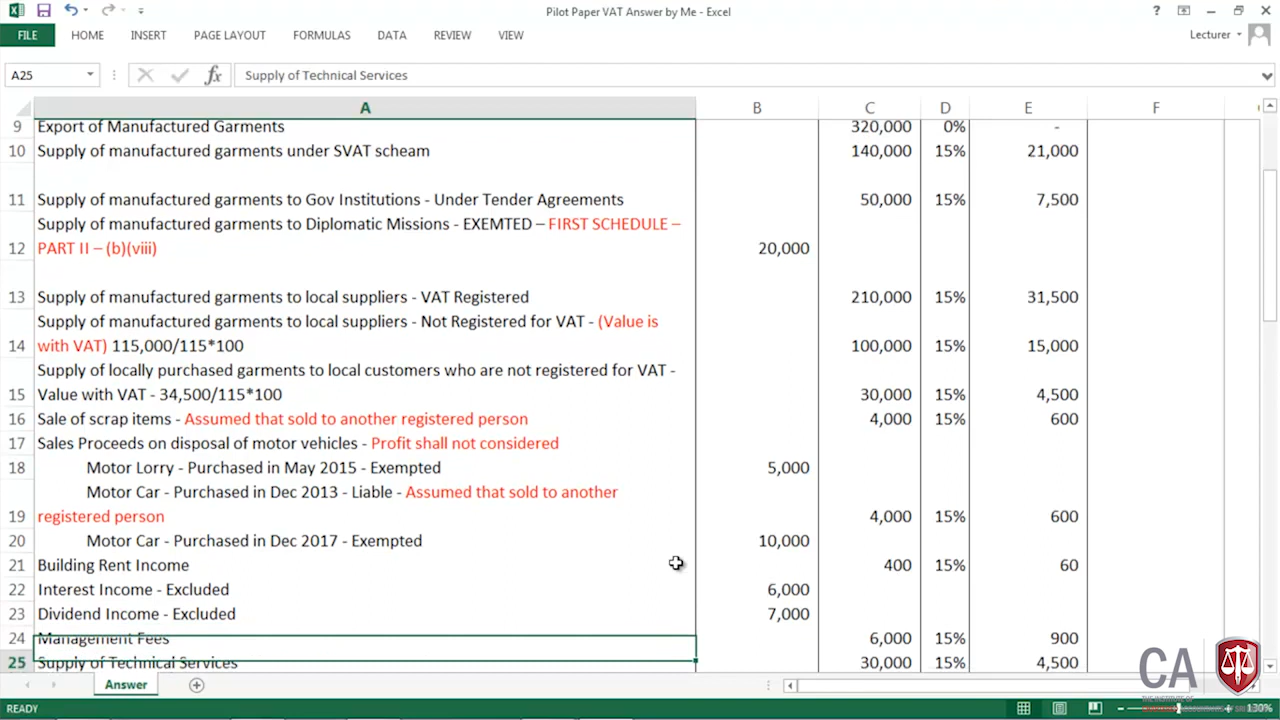 Pilot Paper VAT Answer by Me - Excel
FILE HOME INSERT PAGE LAYOUT FORMULAS DATA REVIEW VIEW Lecturer
A25 fx Supply of Technical Services
A B C D E F
9 Export of Manufactured Garments 320,000 0% -
10 Supply of manufactured garments under SVAT scheam 140,000 15% 21,000
11 Supply of manufactured garments to Gov Institutions - Under Tender Agreements 50,000 15% 7,500
Supply of manufactured garments to Diplomatic Missions - EXEMTED – FIRST SCHEDULE –
12 PART II – (b)(viii) 20,000
13 Supply of manufactured garments to local suppliers - VAT Registered 210,000 15% 31,500
Supply of manufactured garments to local suppliers - Not Registered for VAT - (Value is
14 with VAT) 115,000/115*100 100,000 15% 15,000
Supply of locally purchased garments to local customers who are not registered for VAT -
15 Value with VAT - 34,500/115*100 30,000 15% 4,500
16 Sale of scrap items - Assumed that sold to another registered person 4,000 15% 600
17 Sales Proceeds on disposal of motor vehicles - Profit shall not considered
18 Motor Lorry - Purchased in May 2015 - Exempted 5,000
Motor Car - Purchased in Dec 2013 - Liable - Assumed that sold to another
19 registered person 4,000 15% 600
20 Motor Car - Purchased in Dec 2017 - Exempted 10,000
21 Building Rent Income 400 15% 60
22 Interest Income - Excluded 6,000
23 Dividend Income - Excluded 7,000
24 Management Fees 6,000 15% 900
25 Supply of Technical Services 30,000 15% 4,500
CA
Answer
READY 130%